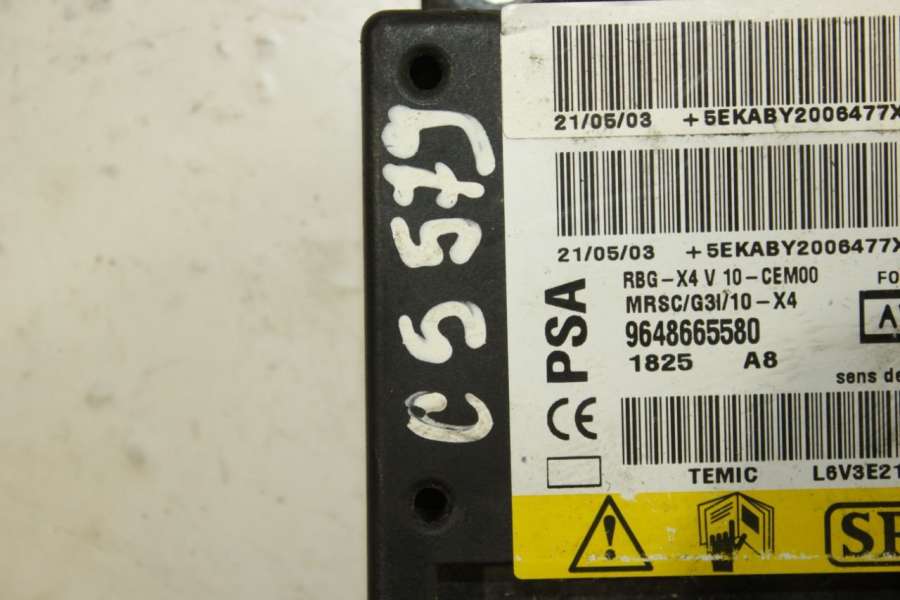 C5 579
21/05/03 +5EKABY2006477X
21/05/03 +5EKABY2006477X
RBG-X4 V 10-CEM00
MRSC/G3I/10-X4
PSA
9648665580
1825 A8
sens de
CE
TEMIC L6V3E21